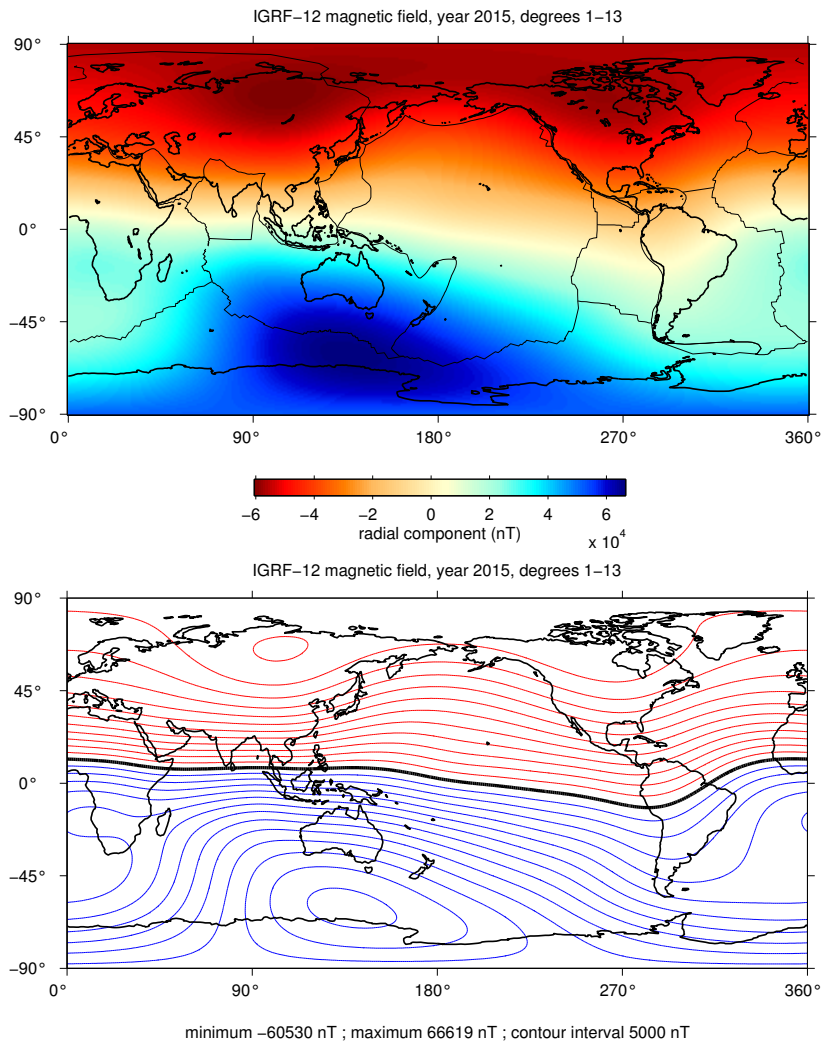 IGRF−12 magnetic field, year 2015, degrees 1−13
90°
45°
0°
−45°
−90°
0° 90° 180° 270° 360°
−6 −4 −2 0 2 4 6
radial component (nT)
x 10^4
IGRF−12 magnetic field, year 2015, degrees 1−13
90°
45°
0°
−45°
−90°
0° 90° 180° 270° 360°
minimum −60530 nT ; maximum 66619 nT ; contour interval 5000 nT